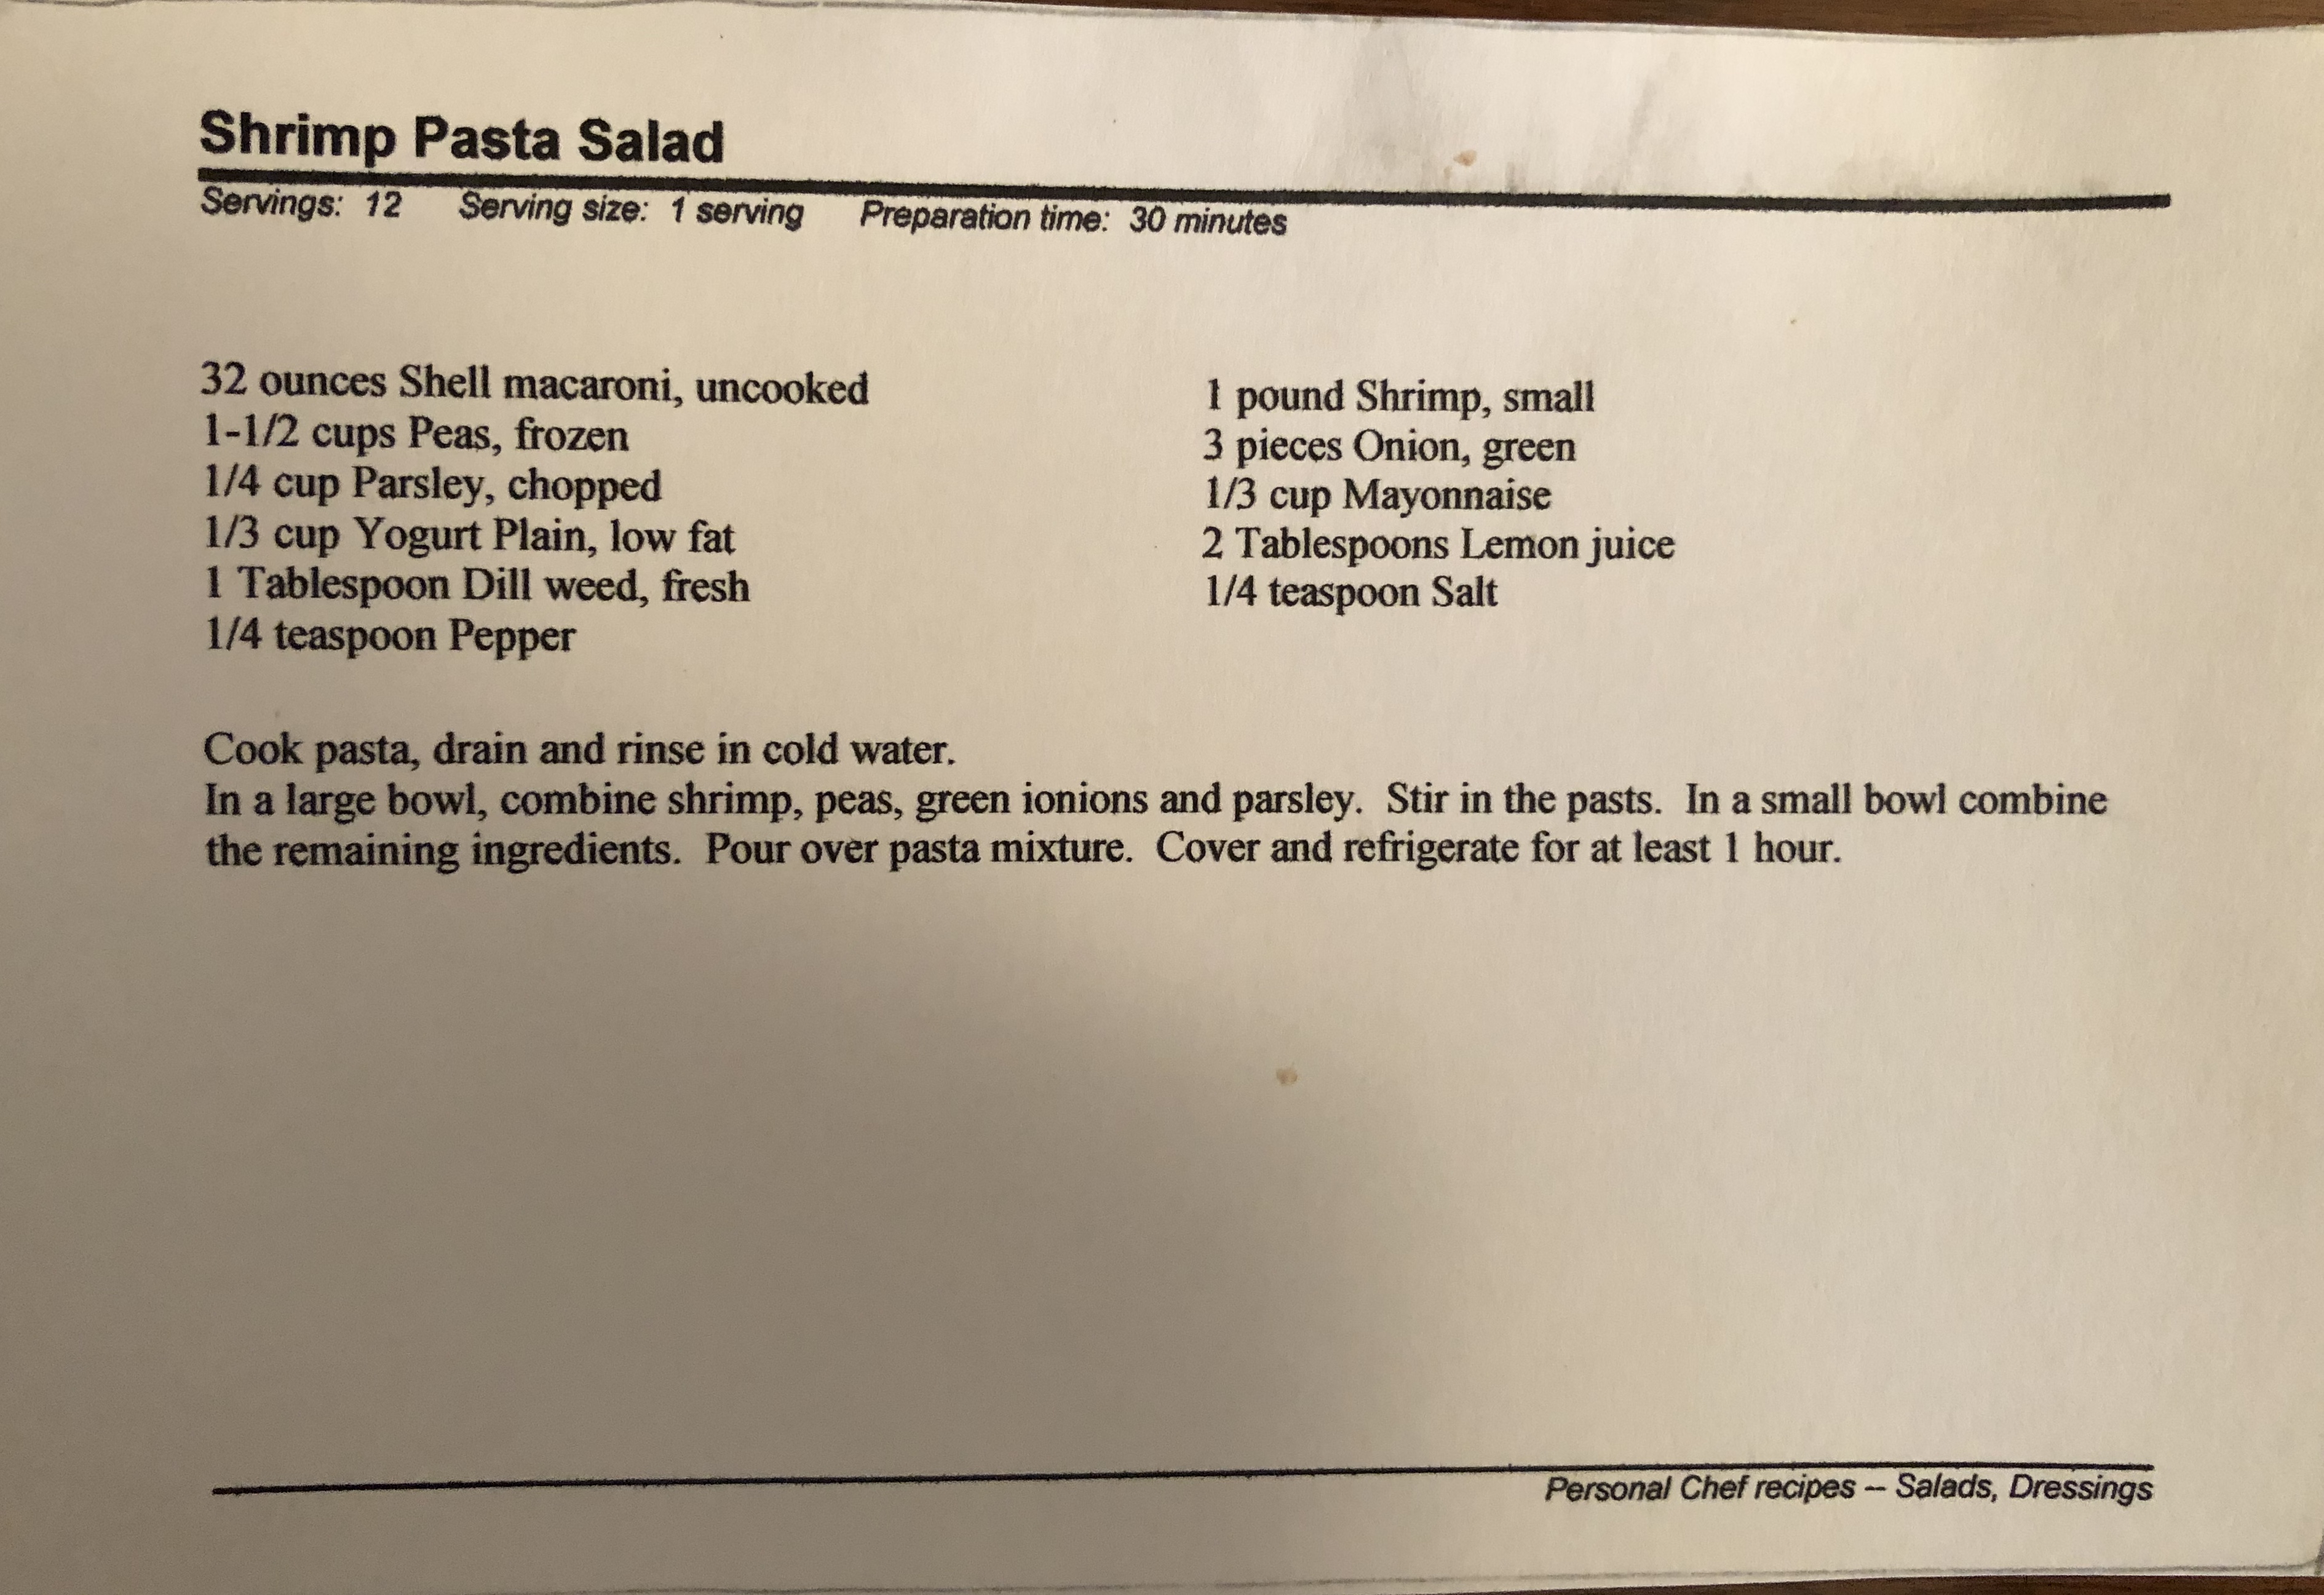 Shrimp Pasta Salad
Servings: 12 Serving size: 1 serving Preparation time: 30 minutes
32 ounces Shell macaroni, uncooked
1-1/2 cups Peas, frozen
1/4 cup Parsley, chopped
1/3 cup Yogurt Plain, low fat
1 Tablespoon Dill weed, fresh
1/4 teaspoon Pepper
1 pound Shrimp, small
3 pieces Onion, green
1/3 cup Mayonnaise
2 Tablespoons Lemon juice
1/4 teaspoon Salt
Cook pasta, drain and rinse in cold water.
In a large bowl, combine shrimp, peas, green ionions and parsley. Stir in the pasts. In a small bowl combine
the remaining ingredients. Pour over pasta mixture. Cover and refrigerate for at least 1 hour.
Personal Chef recipes – Salads, Dressings